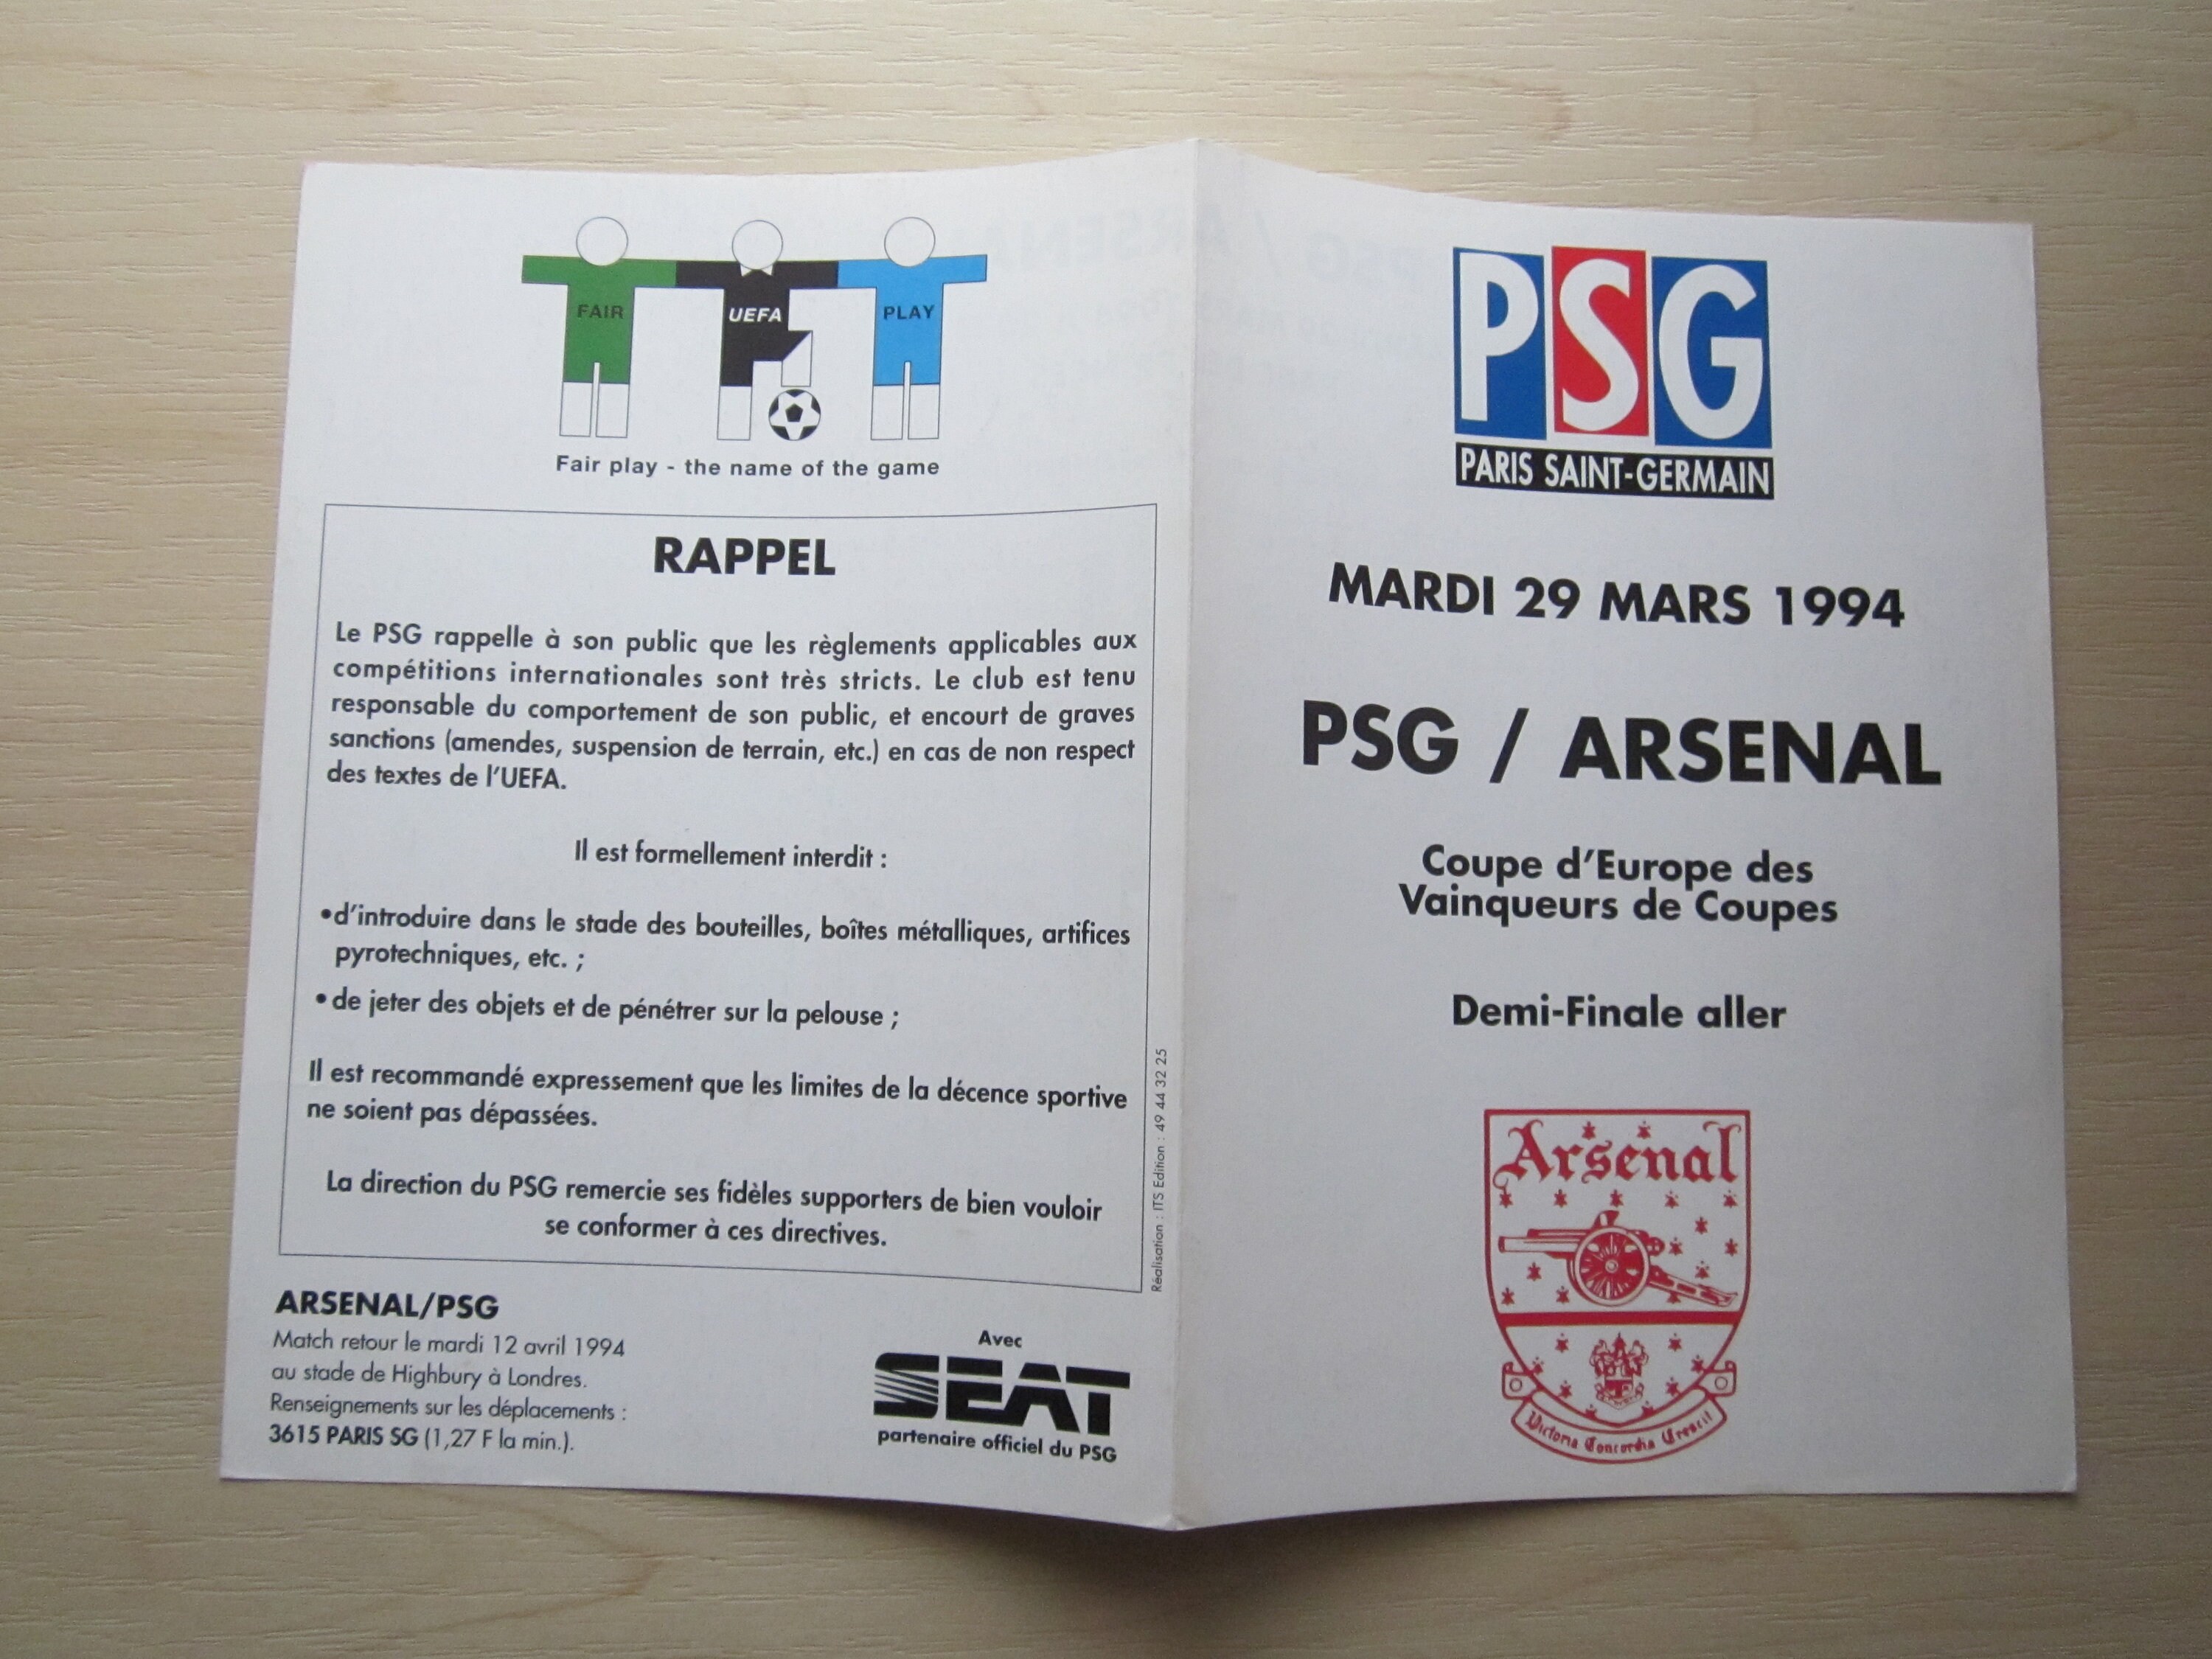 FAIR
UEFA
PLAY
Fair play - the name of the game
RAPPEL
Le PSG rappelle à son public que les règlements applicables aux
compétitions internationales sont très stricts. Le club est tenu
responsable du comportement de son public, et encourt de graves
sanctions (amendes, suspension de terrain, etc.) en cas de non respect
des textes de l'UEFA.
Il est formellement interdit :
•d'introduire dans le stade des bouteilles, boîtes métalliques, artifices
pyrotechniques, etc. ;
• de jeter des objets et de pénétrer sur la pelouse ;
Il est recommandé expressement que les limites de la décence sportive
ne soient pas dépassées.
La direction du PSG remercie ses fidèles supporters de bien vouloir
se conformer à ces directives.
Réalisation : ITS Edition : 49 44 32 25
ARSENAL/PSG
Match retour le mardi 12 avril 1994
au stade de Highbury à Londres.
Renseignements sur les déplacements :
3615 PARIS SG (1,27 F la min.).
Avec
SEAT
partenaire officiel du PSG
PSG
PARIS SAINT-GERMAIN
MARDI 29 MARS 1994
PSG / ARSENAL
Coupe d'Europe des
Vainqueurs de Coupes
Demi-Finale aller
Arsenal
Victoria Concordia Crescit